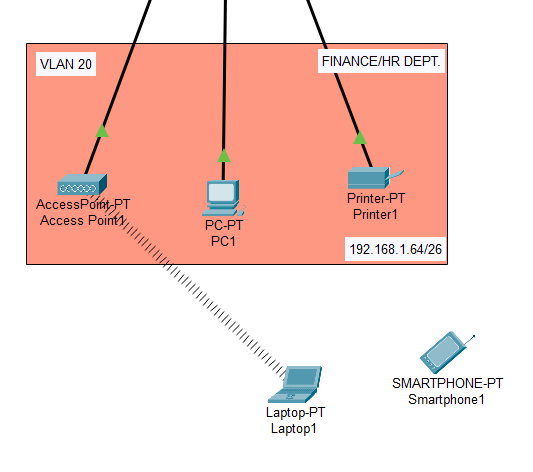 VLAN 20
FINANCE/HR DEPT.
AccessPoint-PT
Access Point1
PC-PT
PC1
Printer-PT
Printer1
192.168.1.64/26
SMARTPHONE-PT
Smartphone1
Laptop-PT
Laptop1